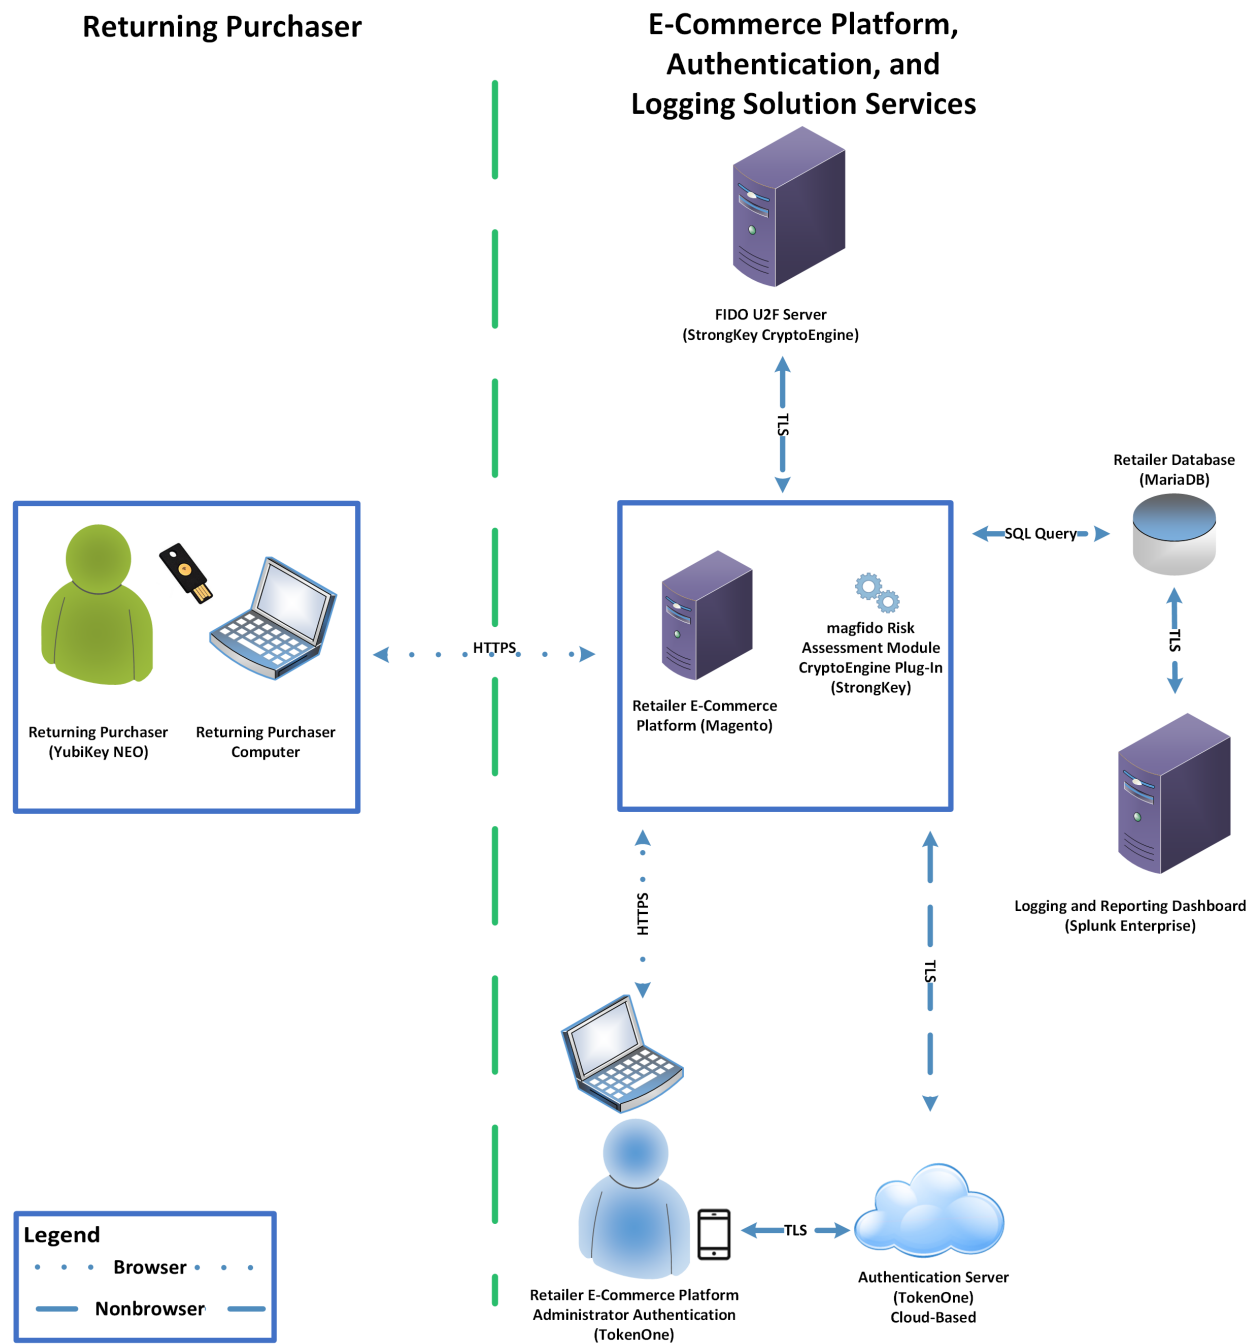 Returning Purchaser
E-Commerce Platform,
Authentication, and
Logging Solution Services
FIDO U2F Server
(StrongKey CryptoEngine)
TLS
Retailer Database
(MariaDB)
SQL Query
TLS
HTTPS
magfido Risk
Assessment Module
CryptoEngine Plug-In
(StrongKey)
Retailer E-Commerce
Platform (Magento)
Returning Purchaser
(YubiKey NEO)
Returning Purchaser
Computer
Logging and Reporting Dashboard
(Splunk Enterprise)
HTTPS
TLS
TLS
Retailer E-Commerce Platform
Administrator Authentication
(TokenOne)
Authentication Server
(TokenOne)
Cloud-Based
Legend
Browser
Nonbrowser